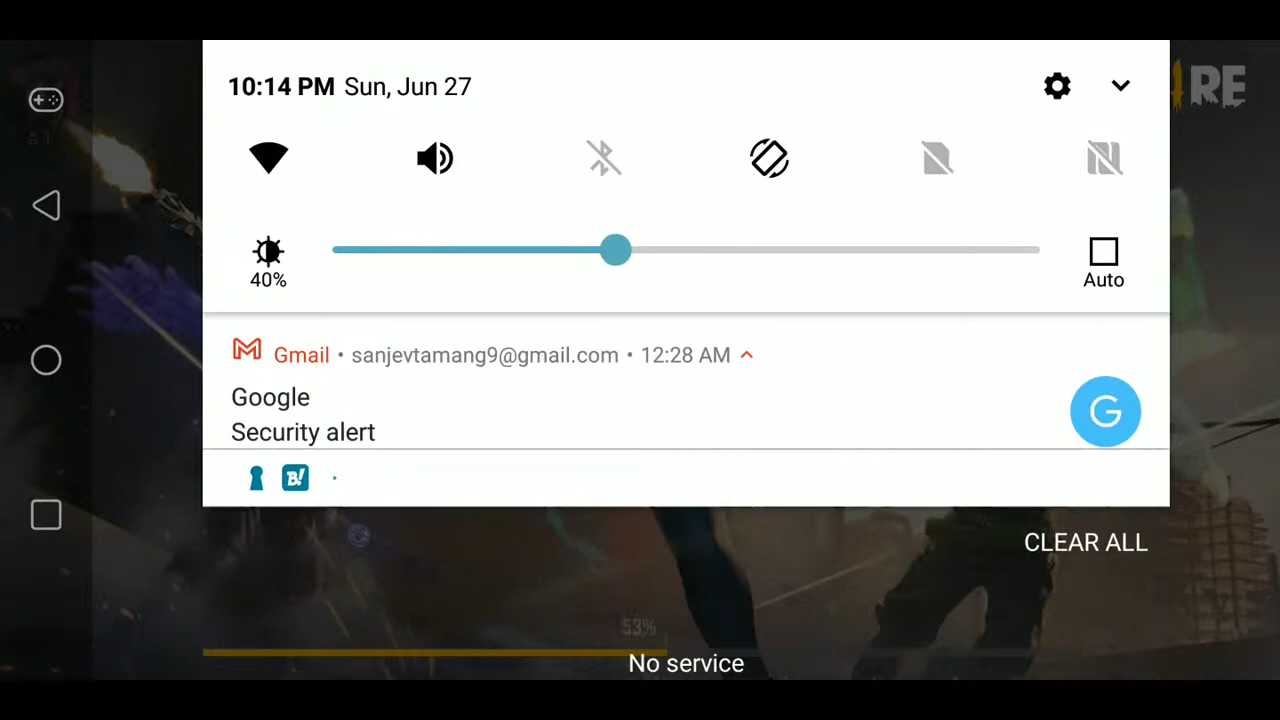 10:14 PM Sun, Jun 27
RE
40%
Auto
Gmail • sanjevtamang9@gmail.com • 12:28 AM
Google
G
Security alert
B!
CLEAR ALL
53%
No service